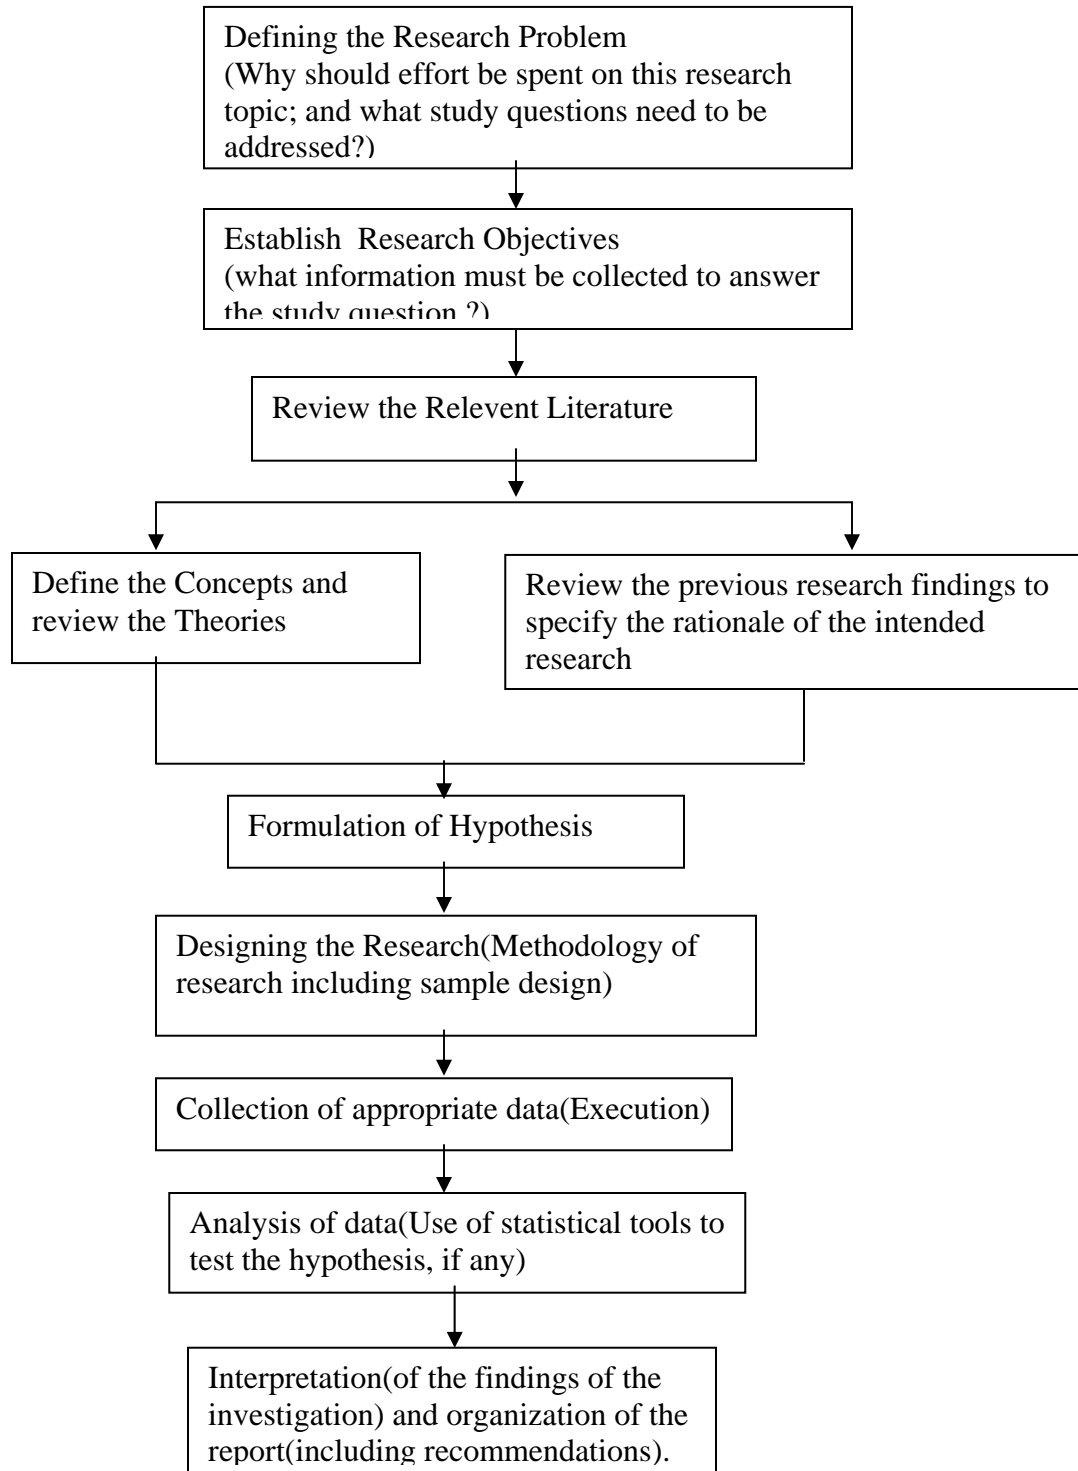 Defining the Research Problem
(Why should effort be spent on this research
topic; and what study questions need to be
addressed?)
Establish  Research Objectives
(what information must be collected to answer
the study question ?)
Review the Relevent Literature
Define the Concepts and
review the Theories
Review the previous research findings to
specify the rationale of the intended
research
Formulation of Hypothesis
Designing the Research(Methodology of
research including sample design)
Collection of appropriate data(Execution)
Analysis of data(Use of statistical tools to
test the hypothesis, if any)
Interpretation(of the findings of the
investigation) and organization of the
report(including recommendations).